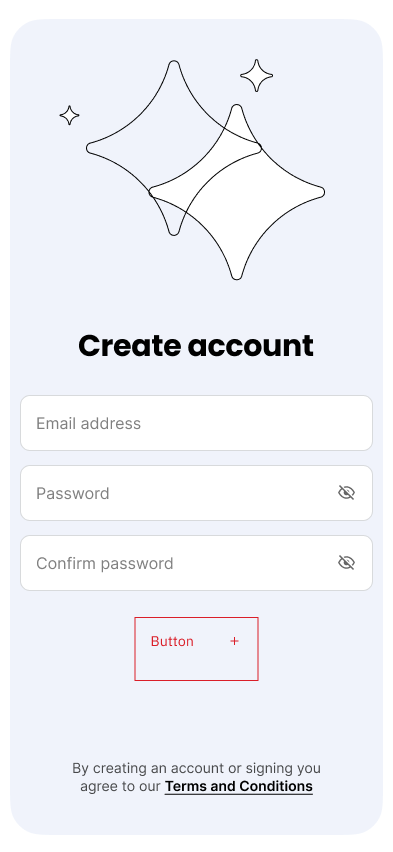 Create account
Email address
Password
Confirm password
Button +
By creating an account or signing you
agree to our Terms and Conditions